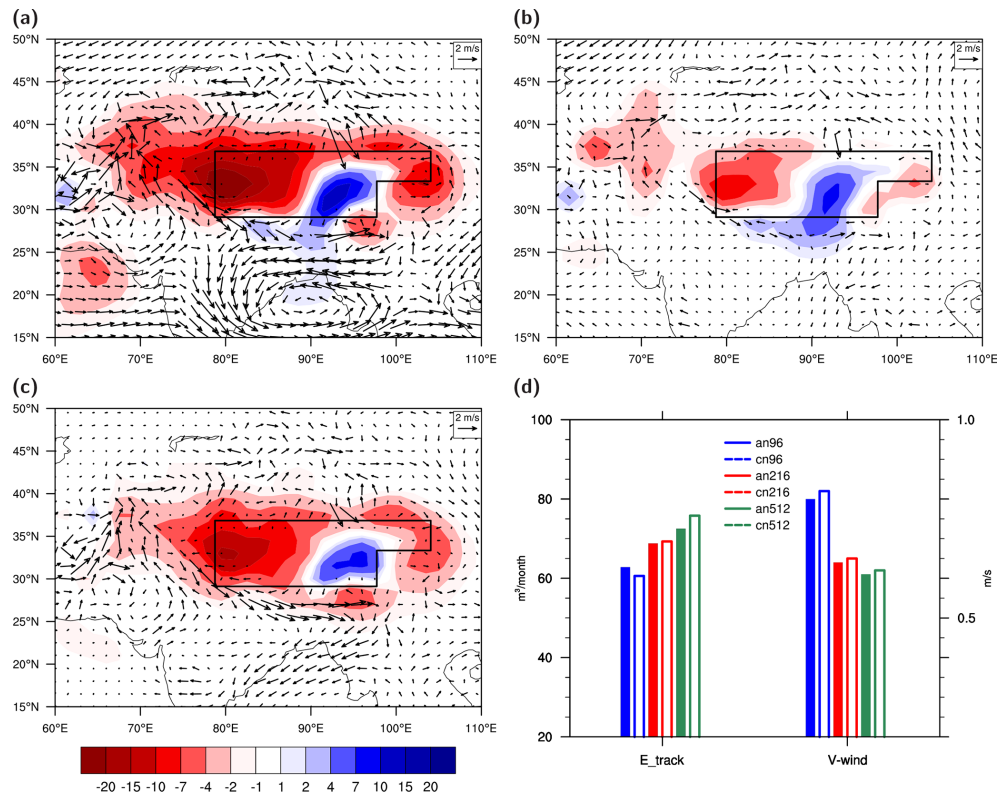 (a)
2 m/s
50°N
45°N
40°N
35°N
30°N
25°N
20°N
15°N
60°E 70°E 80°E 90°E 100°E 110°E
(b)
2 m/s
50°N
45°N
40°N
35°N
30°N
25°N
20°N
15°N
60°E 70°E 80°E 90°E 100°E 110°E
(c)
2 m/s
50°N
45°N
40°N
35°N
30°N
25°N
20°N
15°N
60°E 70°E 80°E 90°E 100°E 110°E
-20 -15 -10 -7 -4 -2 -1 1 2 4 7 10 15 20
(d)
100
80
60
40
20
m³/month
an96
cn96
an216
cn216
an512
cn512
1.0
0.5
m/s
E_track V-wind